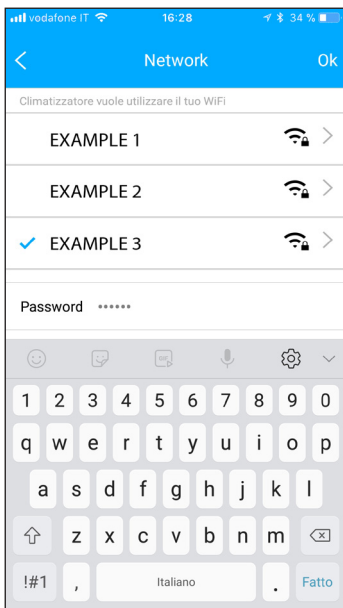 vodafone IT 16:28 34 %
Network Ok
Climatizzatore vuole utilizzare il tuo WiFi
EXAMPLE 1
EXAMPLE 2
EXAMPLE 3
Password ••••••
GIF
1 2 3 4 5 6 7 8 9 0
q w e r t y u i o p
a s d f g h j k l
z x c v b n m
!#1 , Italiano . Fatto